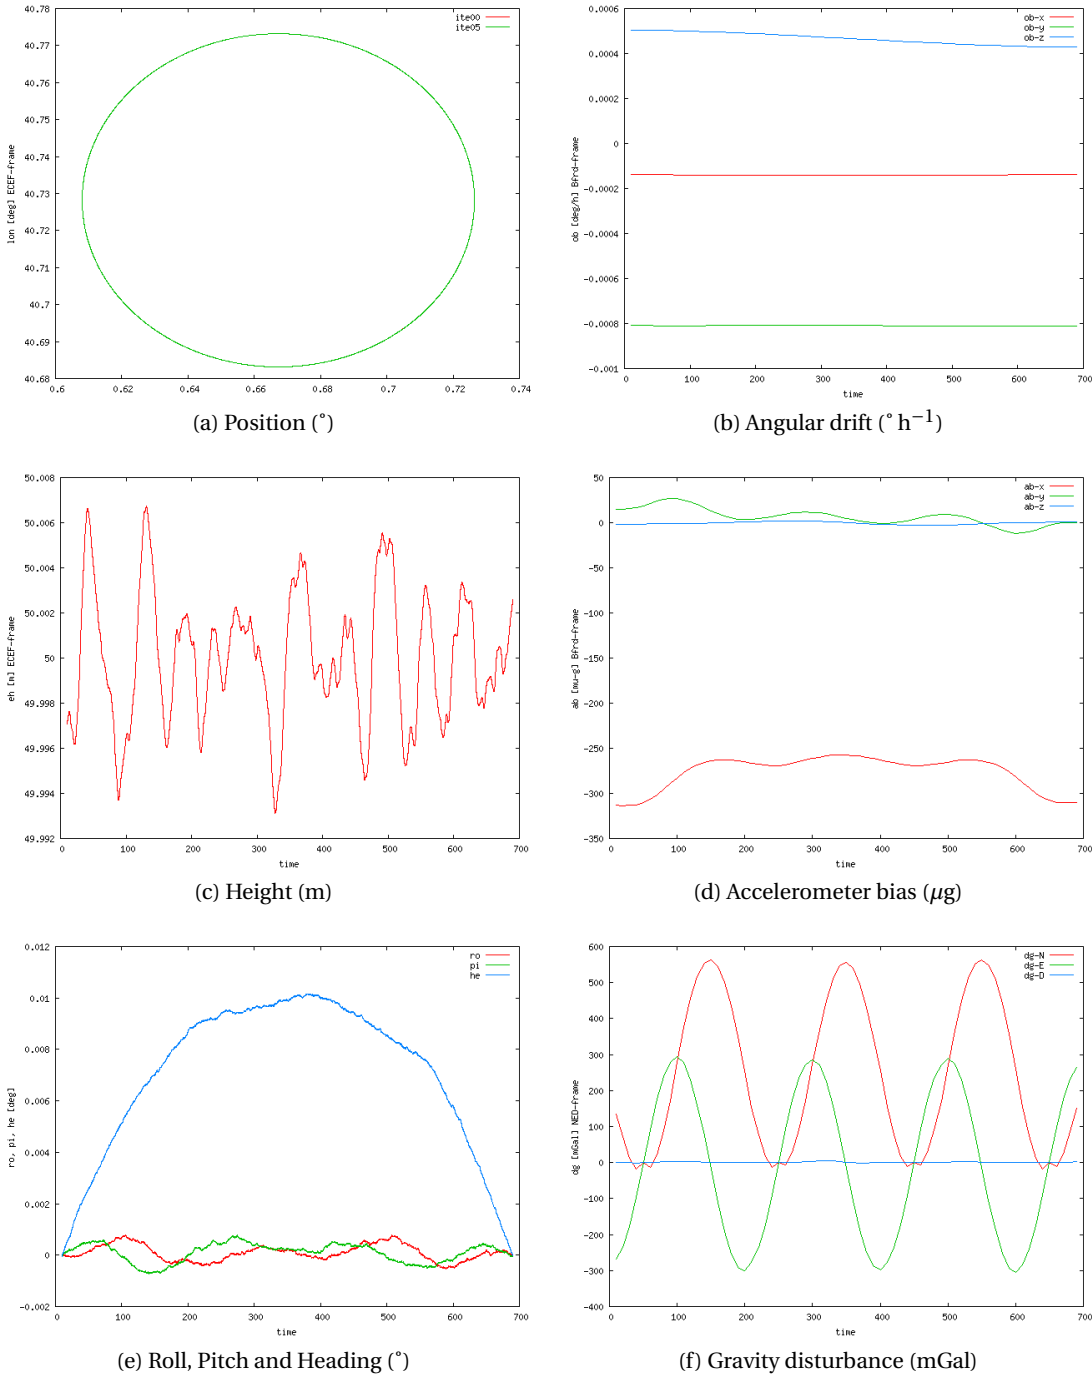 40.78
40.77
40.76
40.75
40.74
40.73
40.72
40.71
40.7
40.69
40.68
0.6 0.62 0.64 0.66 0.68 0.7 0.72 0.74
lon [deg] ECEF-frame
ite00
ite05
(a) Position (°)
0.0006
0.0004
0.0002
0
-0.0002
-0.0004
-0.0006
-0.0008
-0.001
0 100 200 300 400 500 600 700
time
ob [deg/h] Bfrd-frame
ob-x
ob-y
ob-z
(b) Angular drift (° h−1)
50.008
50.006
50.004
50.002
50
49.998
49.996
49.994
49.992
0 100 200 300 400 500 600 700
time
eh [m] ECEF-frame
(c) Height (m)
50
0
-50
-100
-150
-200
-250
-300
-350
0 100 200 300 400 500 600 700
time
ab [mu-g] Bfrd-frame
ab-x
ab-y
ab-z
(d) Accelerometer bias (μg)
0.012
0.01
0.008
0.006
0.004
0.002
0
-0.002
0 100 200 300 400 500 600 700
time
ro, pi, he [deg]
ro
pi
he
(e) Roll, Pitch and Heading (°)
600
500
400
300
200
100
0
-100
-200
-300
-400
0 100 200 300 400 500 600 700
time
dg [mGal] NED-frame
dg-N
dg-E
dg-D
(f) Gravity disturbance (mGal)